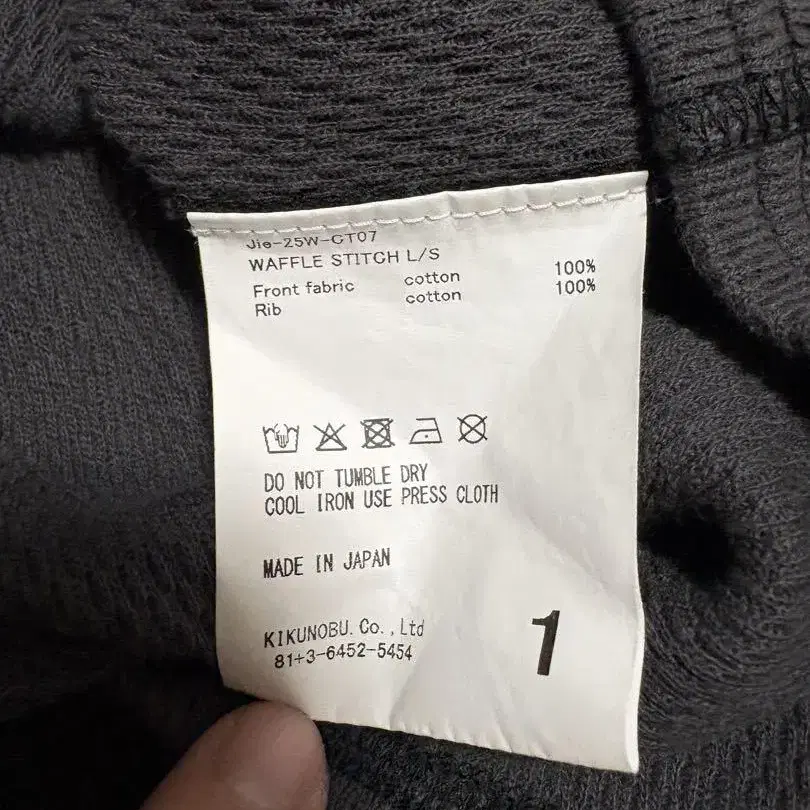 Jie-25W-CT07
WAFFLE STITCH L/S
Front fabric cotton 100%
Rib cotton 100%
DO NOT TUMBLE DRY
COOL IRON USE PRESS CLOTH
MADE IN JAPAN
KIKUNOBU. Co.,Ltd
81+3-6452-5454
1